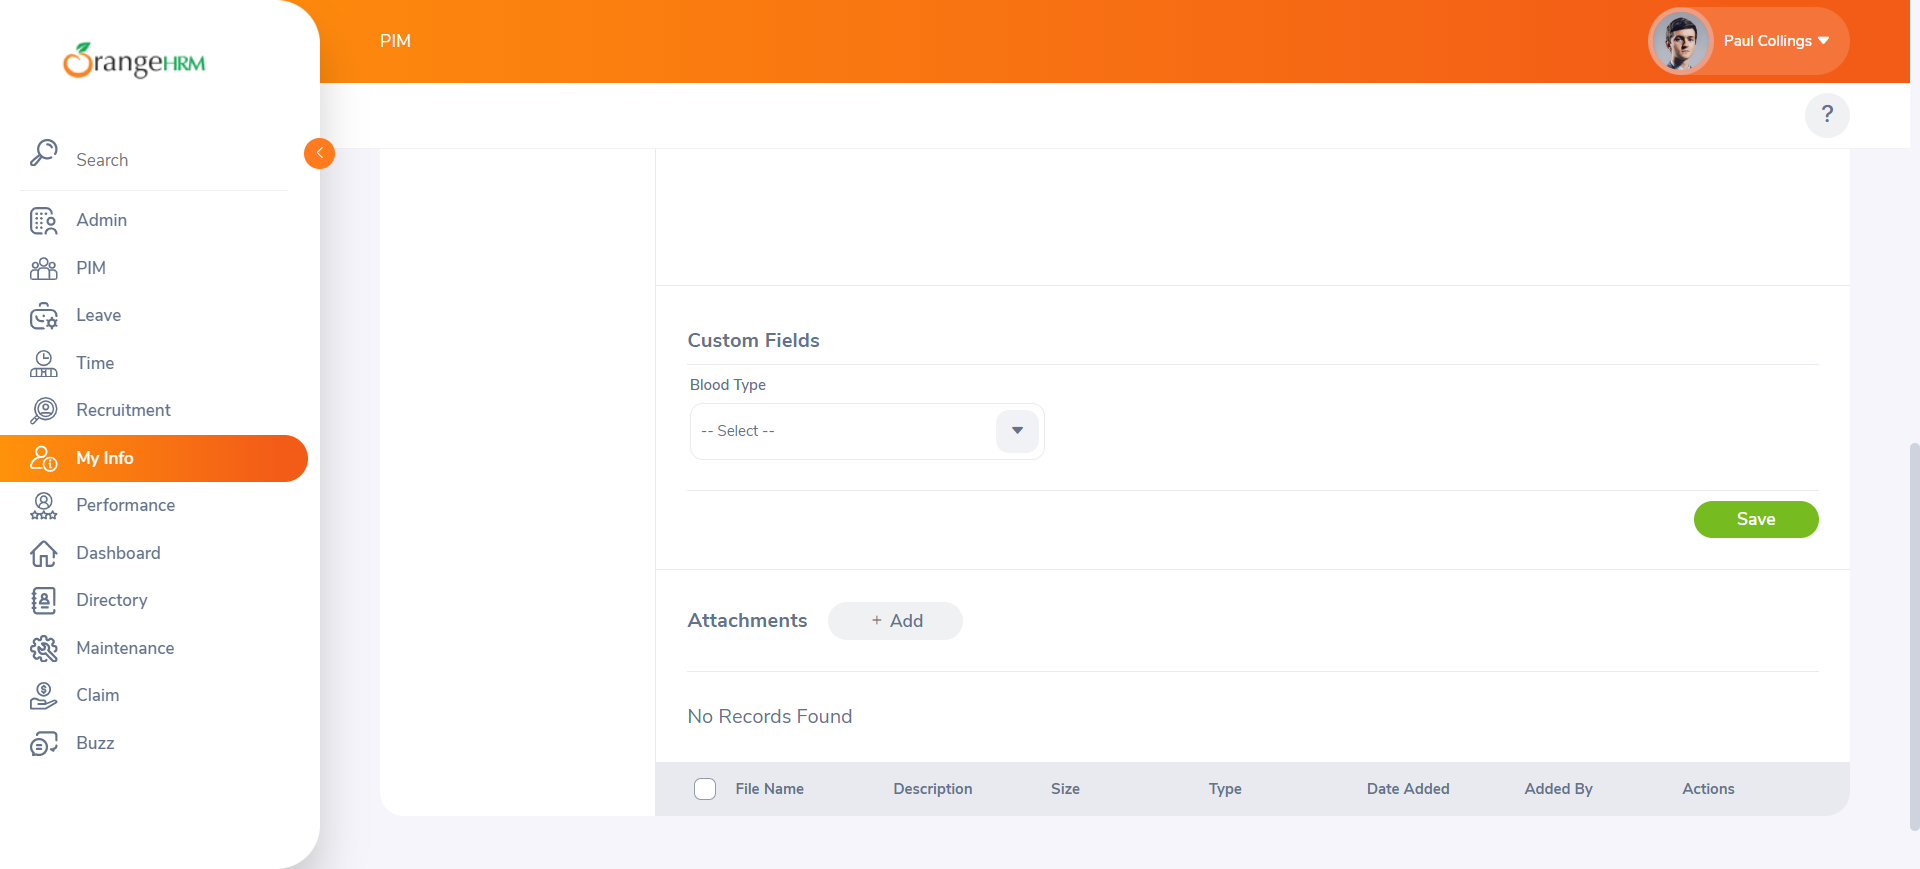 OrangeHRM
PIM
Paul Collings
?
Search
Admin
PIM
Leave
Time
Recruitment
My Info
Performance
Dashboard
Directory
Maintenance
Claim
Buzz
Custom Fields
Blood Type
-- Select --
Save
Attachments
+ Add
No Records Found
File Name Description Size Type Date Added Added By Actions